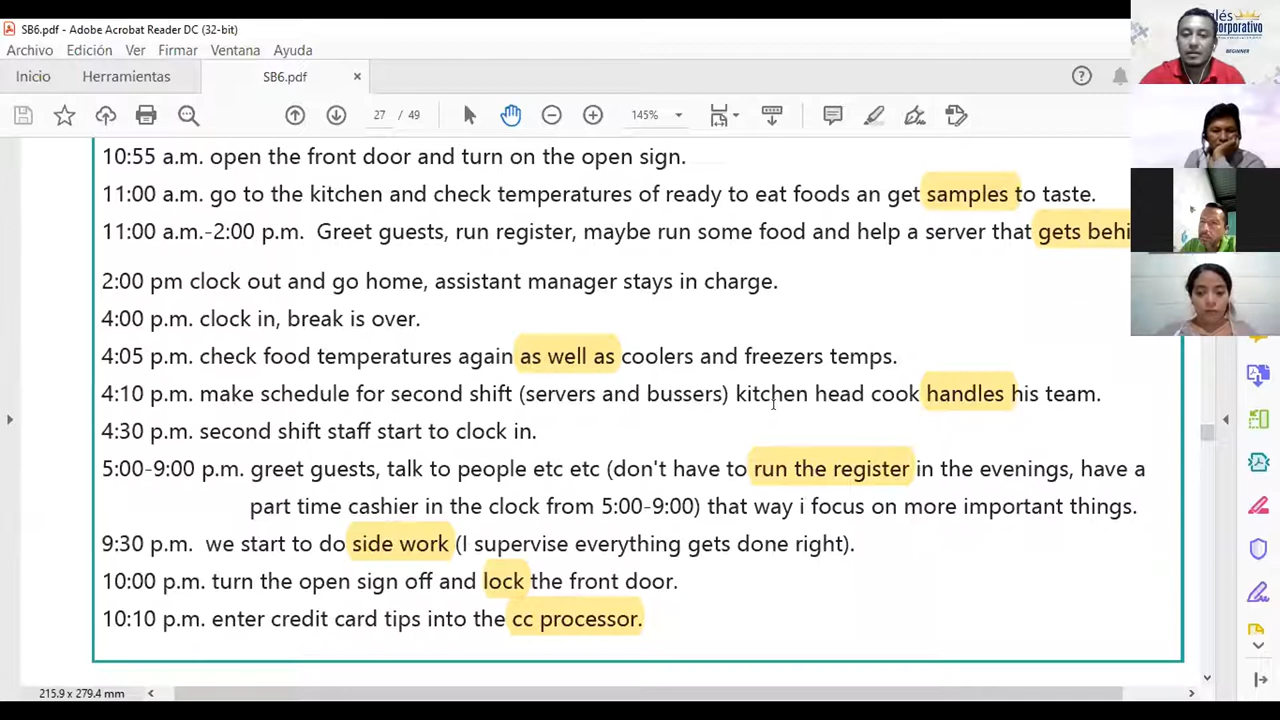 SB6.pdf - Adobe Acrobat Reader DC (32-bit)
Archivo Edición Ver Firmar Ventana Ayuda
Inicio Herramientas SB6.pdf
27 / 49 145%
10:55 a.m. open the front door and turn on the open sign.
11:00 a.m. go to the kitchen and check temperatures of ready to eat foods an get samples to taste.
11:00 a.m.-2:00 p.m. Greet guests, run register, maybe run some food and help a server that gets behi
2:00 pm clock out and go home, assistant manager stays in charge.
4:00 p.m. clock in, break is over.
4:05 p.m. check food temperatures again as well as coolers and freezers temps.
4:10 p.m. make schedule for second shift (servers and bussers) kitchen head cook handles his team.
4:30 p.m. second shift staff start to clock in.
5:00-9:00 p.m. greet guests, talk to people etc etc (don't have to run the register in the evenings, have a
part time cashier in the clock from 5:00-9:00) that way i focus on more important things.
9:30 p.m. we start to do side work (I supervise everything gets done right).
10:00 p.m. turn the open sign off and lock the front door.
10:10 p.m. enter credit card tips into the cc processor.
215.9 x 279.4 mm
glés
orporativo
BEGINNER